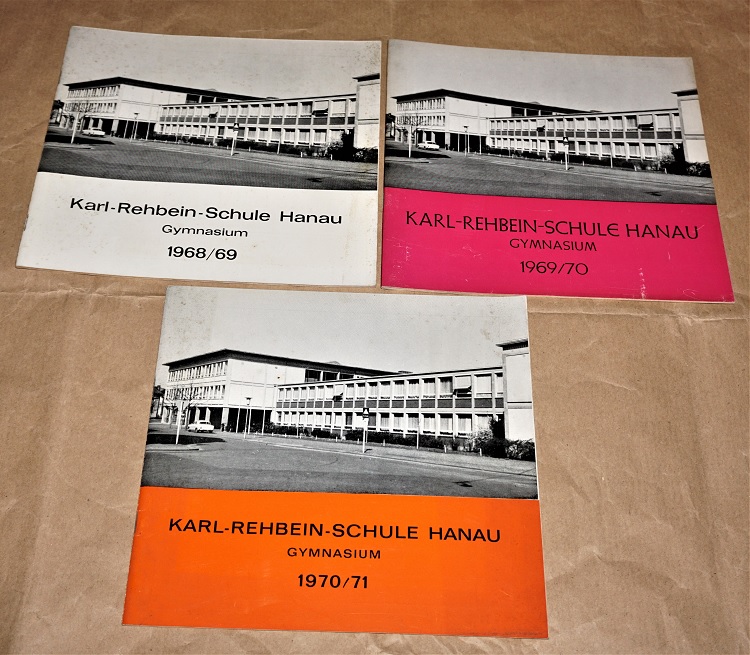 Karl-Rehbein-Schule Hanau
Gymnasium
1968/69
KARL-REHBEIN-SCHULE HANAU
GYMNASIUM
1969/70
KARL-REHBEIN-SCHULE HANAU
GYMNASIUM
1970/71